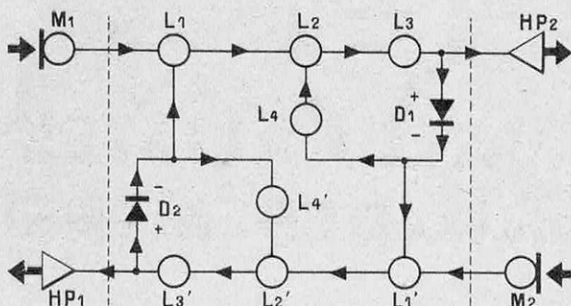 M1 L1 L2 L3 HP2
+
L4 D1
-
-
D2 L4'
+
HP1 L3' L2' L1' M2